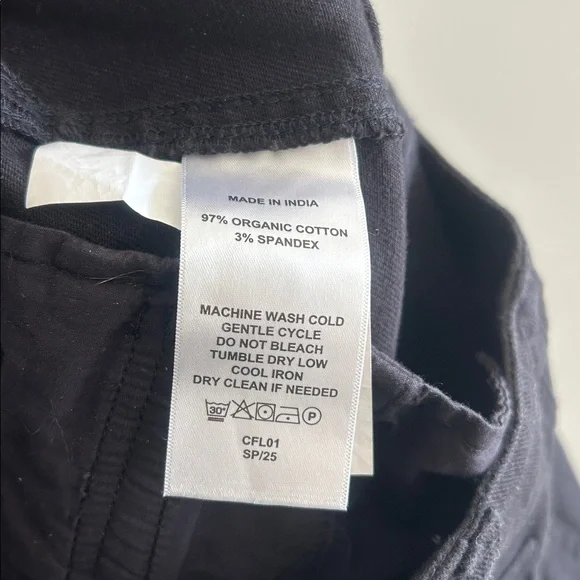 MADE IN INDIA
97% ORGANIC COTTON
3% SPANDEX
MACHINE WASH COLD
GENTLE CYCLE
DO NOT BLEACH
TUMBLE DRY LOW
COOL IRON
DRY CLEAN IF NEEDED
30° P
CFL01
SP/25